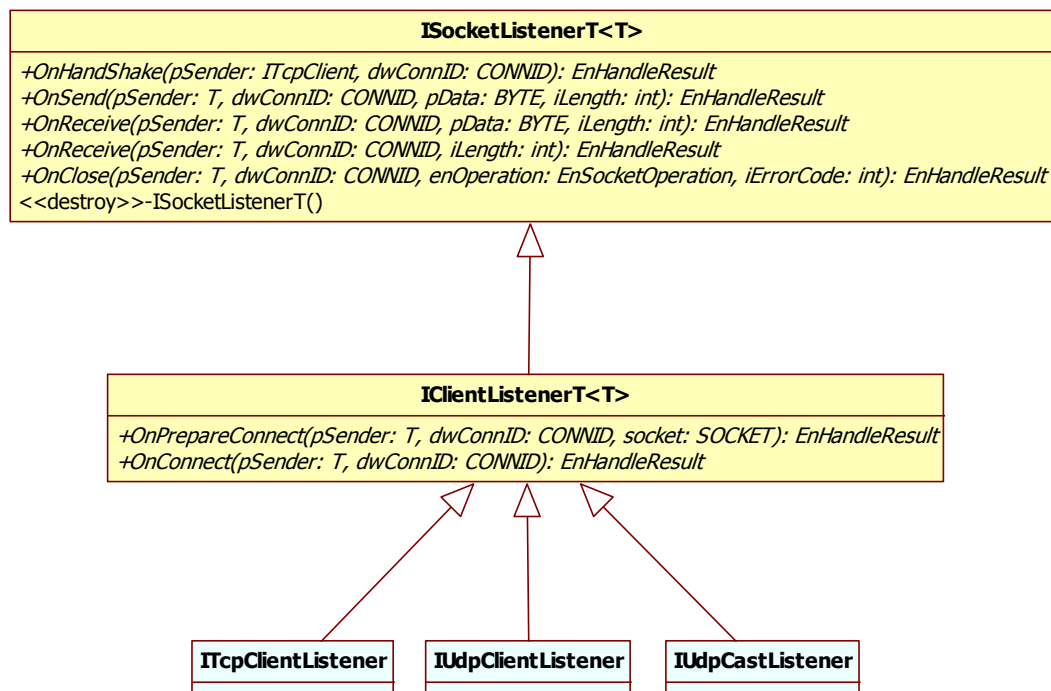 ISocketListenerT<T>
+OnHandShake(pSender: ITcpClient, dwConnID: CONNID): EnHandleResult
+OnSend(pSender: T, dwConnID: CONNID, pData: BYTE, iLength: int): EnHandleResult
+OnReceive(pSender: T, dwConnID: CONNID, pData: BYTE, iLength: int): EnHandleResult
+OnReceive(pSender: T, dwConnID: CONNID, iLength: int): EnHandleResult
+OnClose(pSender: T, dwConnID: CONNID, enOperation: EnSocketOperation, iErrorCode: int): EnHandleResult
<<destroy>>-ISocketListenerT()
IClientListenerT<T>
+OnPrepareConnect(pSender: T, dwConnID: CONNID, socket: SOCKET): EnHandleResult
+OnConnect(pSender: T, dwConnID: CONNID): EnHandleResult
ITcpClientListener
IUdpClientListener
IUdpCastListener